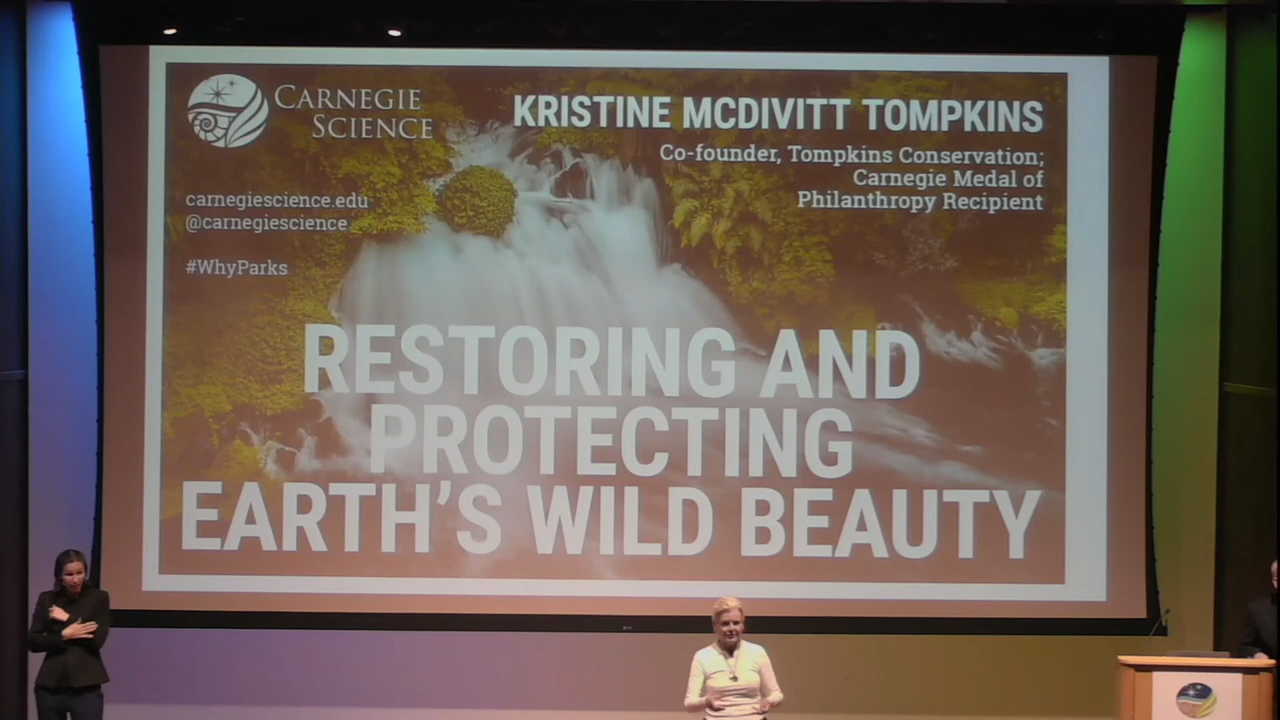 CARNEGIE
SCIENCE
carnegiescience.edu
@carnegiescience
#WhyParks
KRISTINE MCDIVITT TOMPKINS
Co-founder, Tompkins Conservation;
Carnegie Medal of
Philanthropy Recipient
RESTORING AND
PROTECTING
EARTH'S WILD BEAUTY